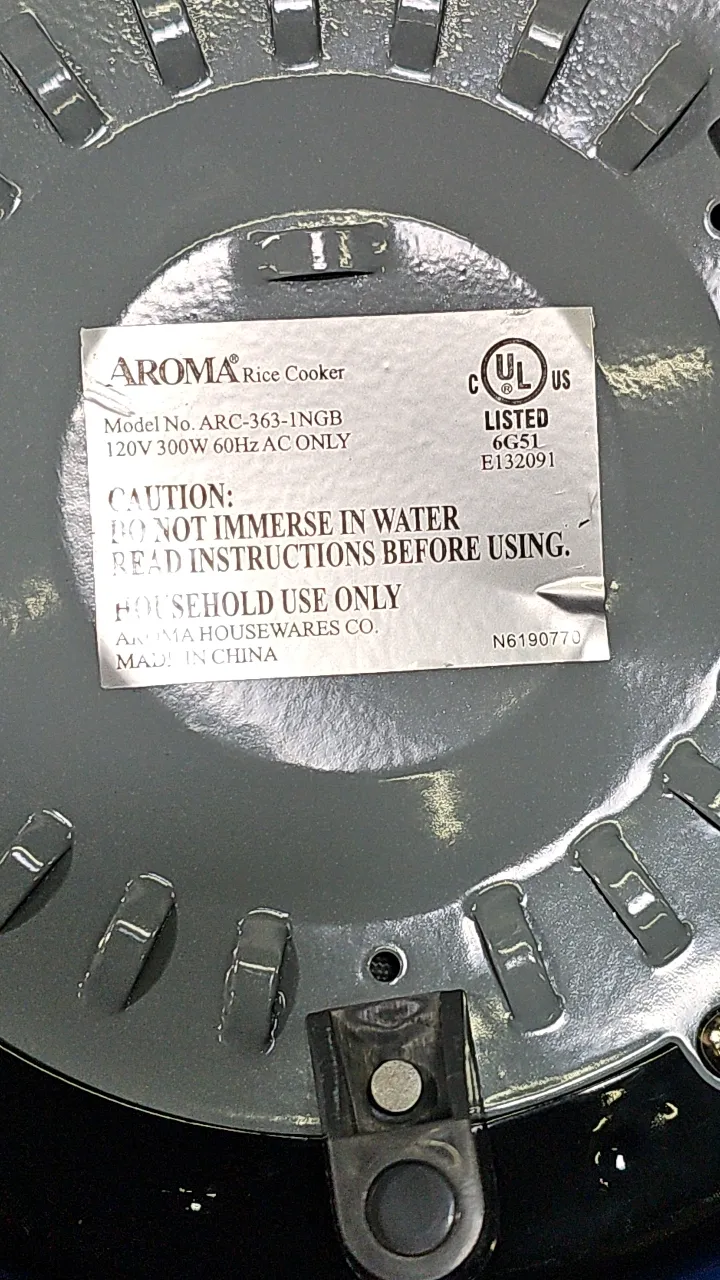 AROMA® Rice Cooker
Model No. ARC-363-1NGB
120V 300W 60Hz AC ONLY
C UL® US
LISTED
6G51
E132091
CAUTION:
DO NOT IMMERSE IN WATER
READ INSTRUCTIONS BEFORE USING.
HOUSEHOLD USE ONLY
AROMA HOUSEWARES CO.
MADE IN CHINA
N6190770